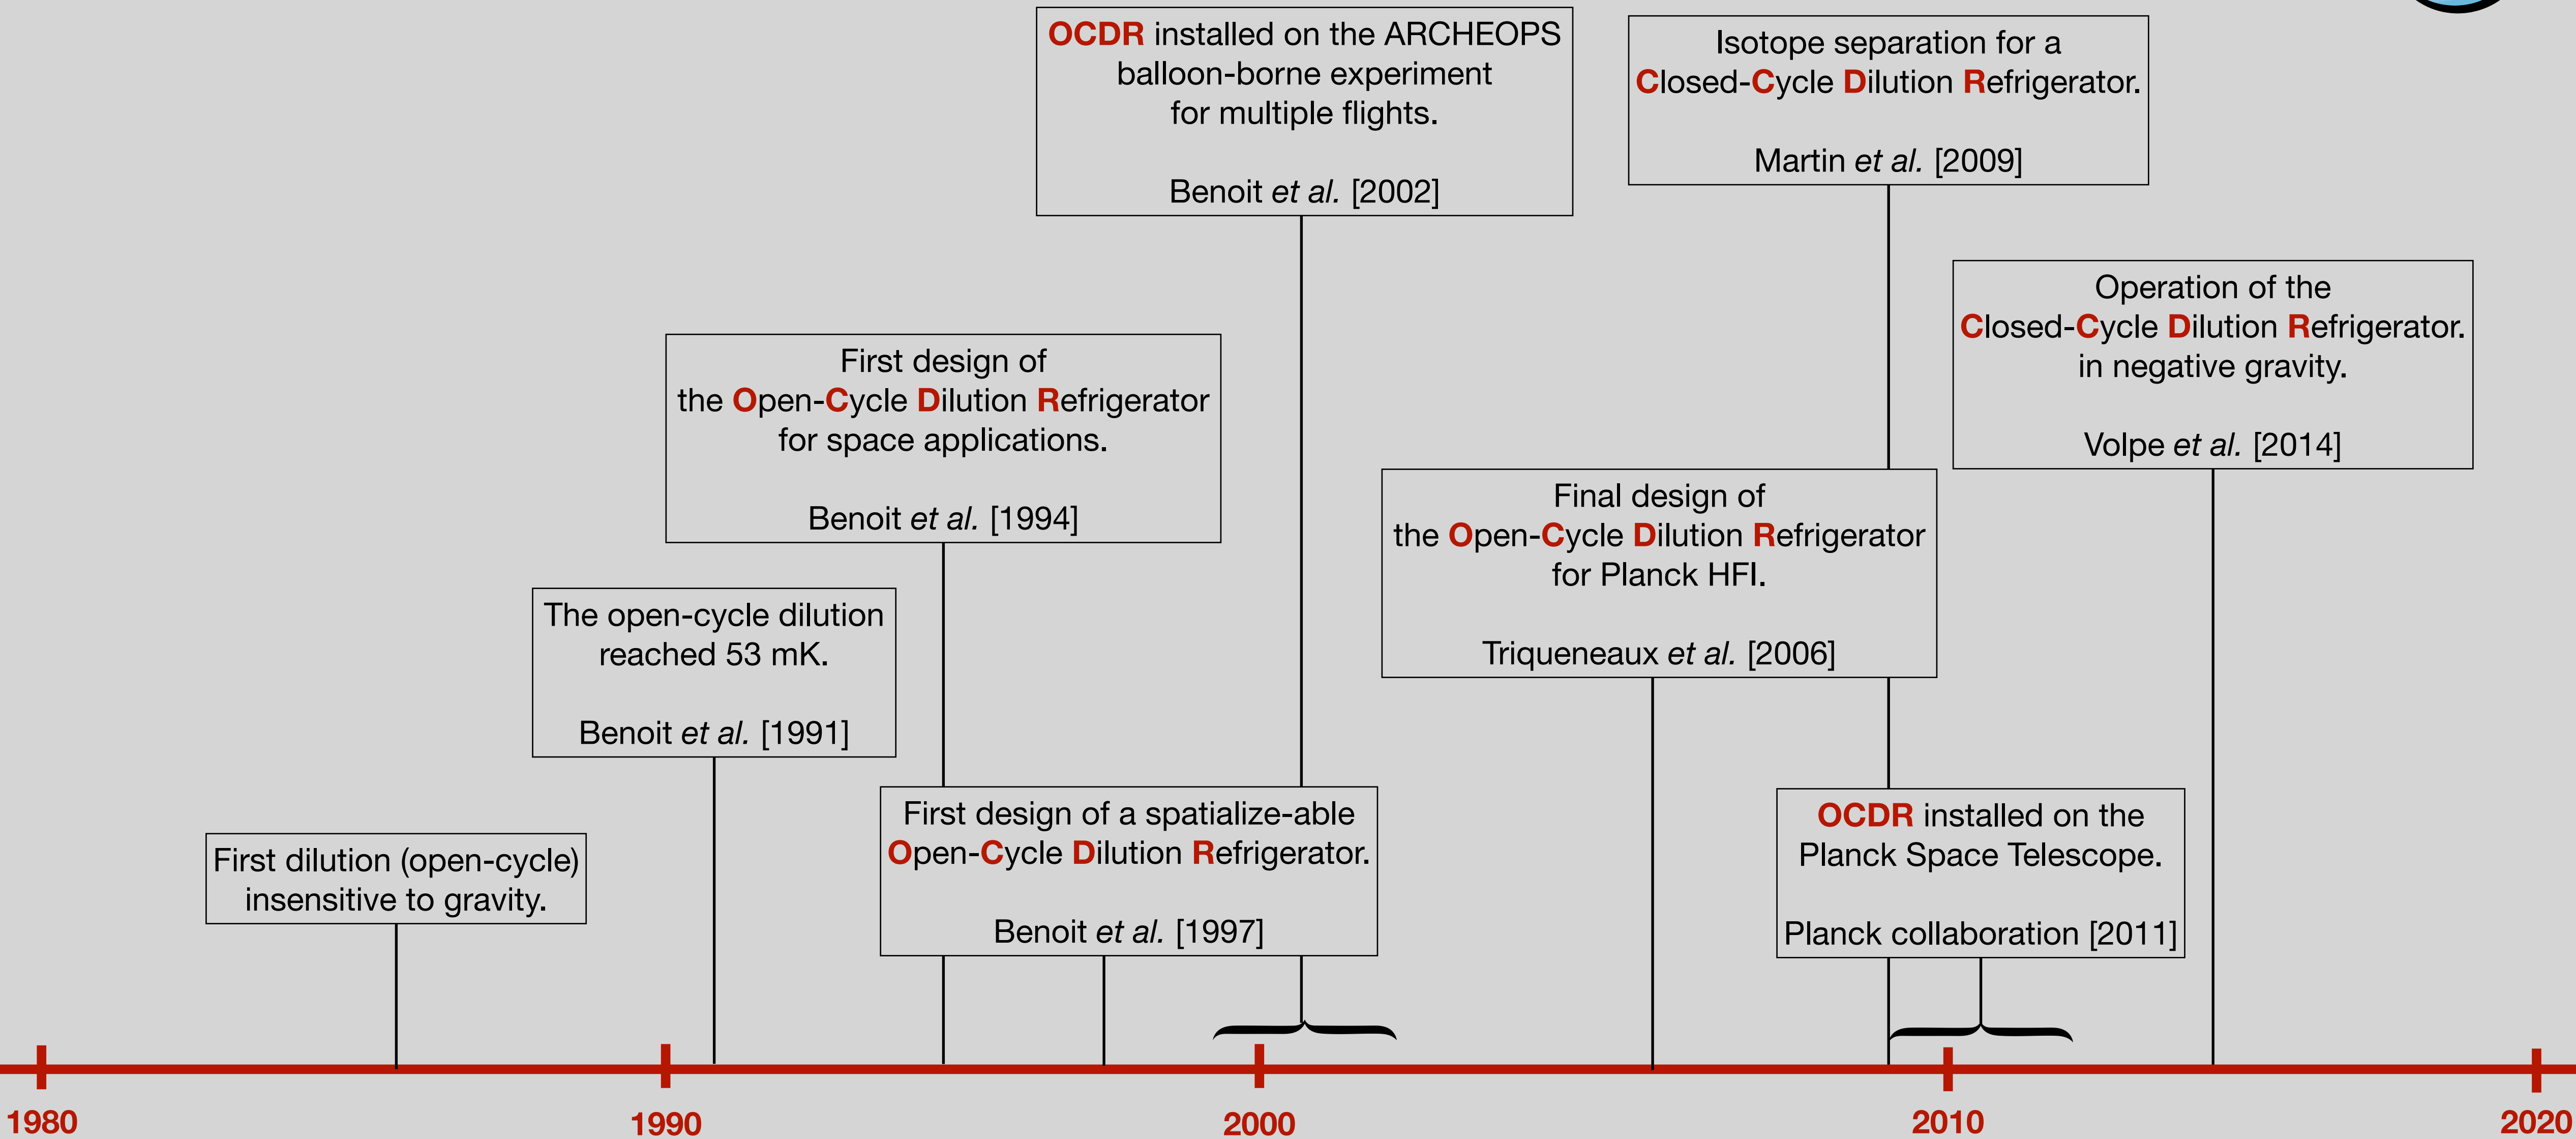 OCDR installed on the ARCHEOPS
balloon-borne experiment
for multiple flights.
Benoit et al. [2002]
Isotope separation for a
Closed-Cycle Dilution Refrigerator.
Martin et al. [2009]
Operation of the
Closed-Cycle Dilution Refrigerator.
in negative gravity.
Volpe et al. [2014]
First design of
the Open-Cycle Dilution Refrigerator
for space applications.
Benoit et al. [1994]
Final design of
the Open-Cycle Dilution Refrigerator
for Planck HFI.
Triqueneaux et al. [2006]
The open-cycle dilution
reached 53 mK.
Benoit et al. [1991]
First design of a spatialize-able
Open-Cycle Dilution Refrigerator.
Benoit et al. [1997]
OCDR installed on the
Planck Space Telescope.
Planck collaboration [2011]
First dilution (open-cycle)
insensitive to gravity.
1980
1990
2000
2010
2020